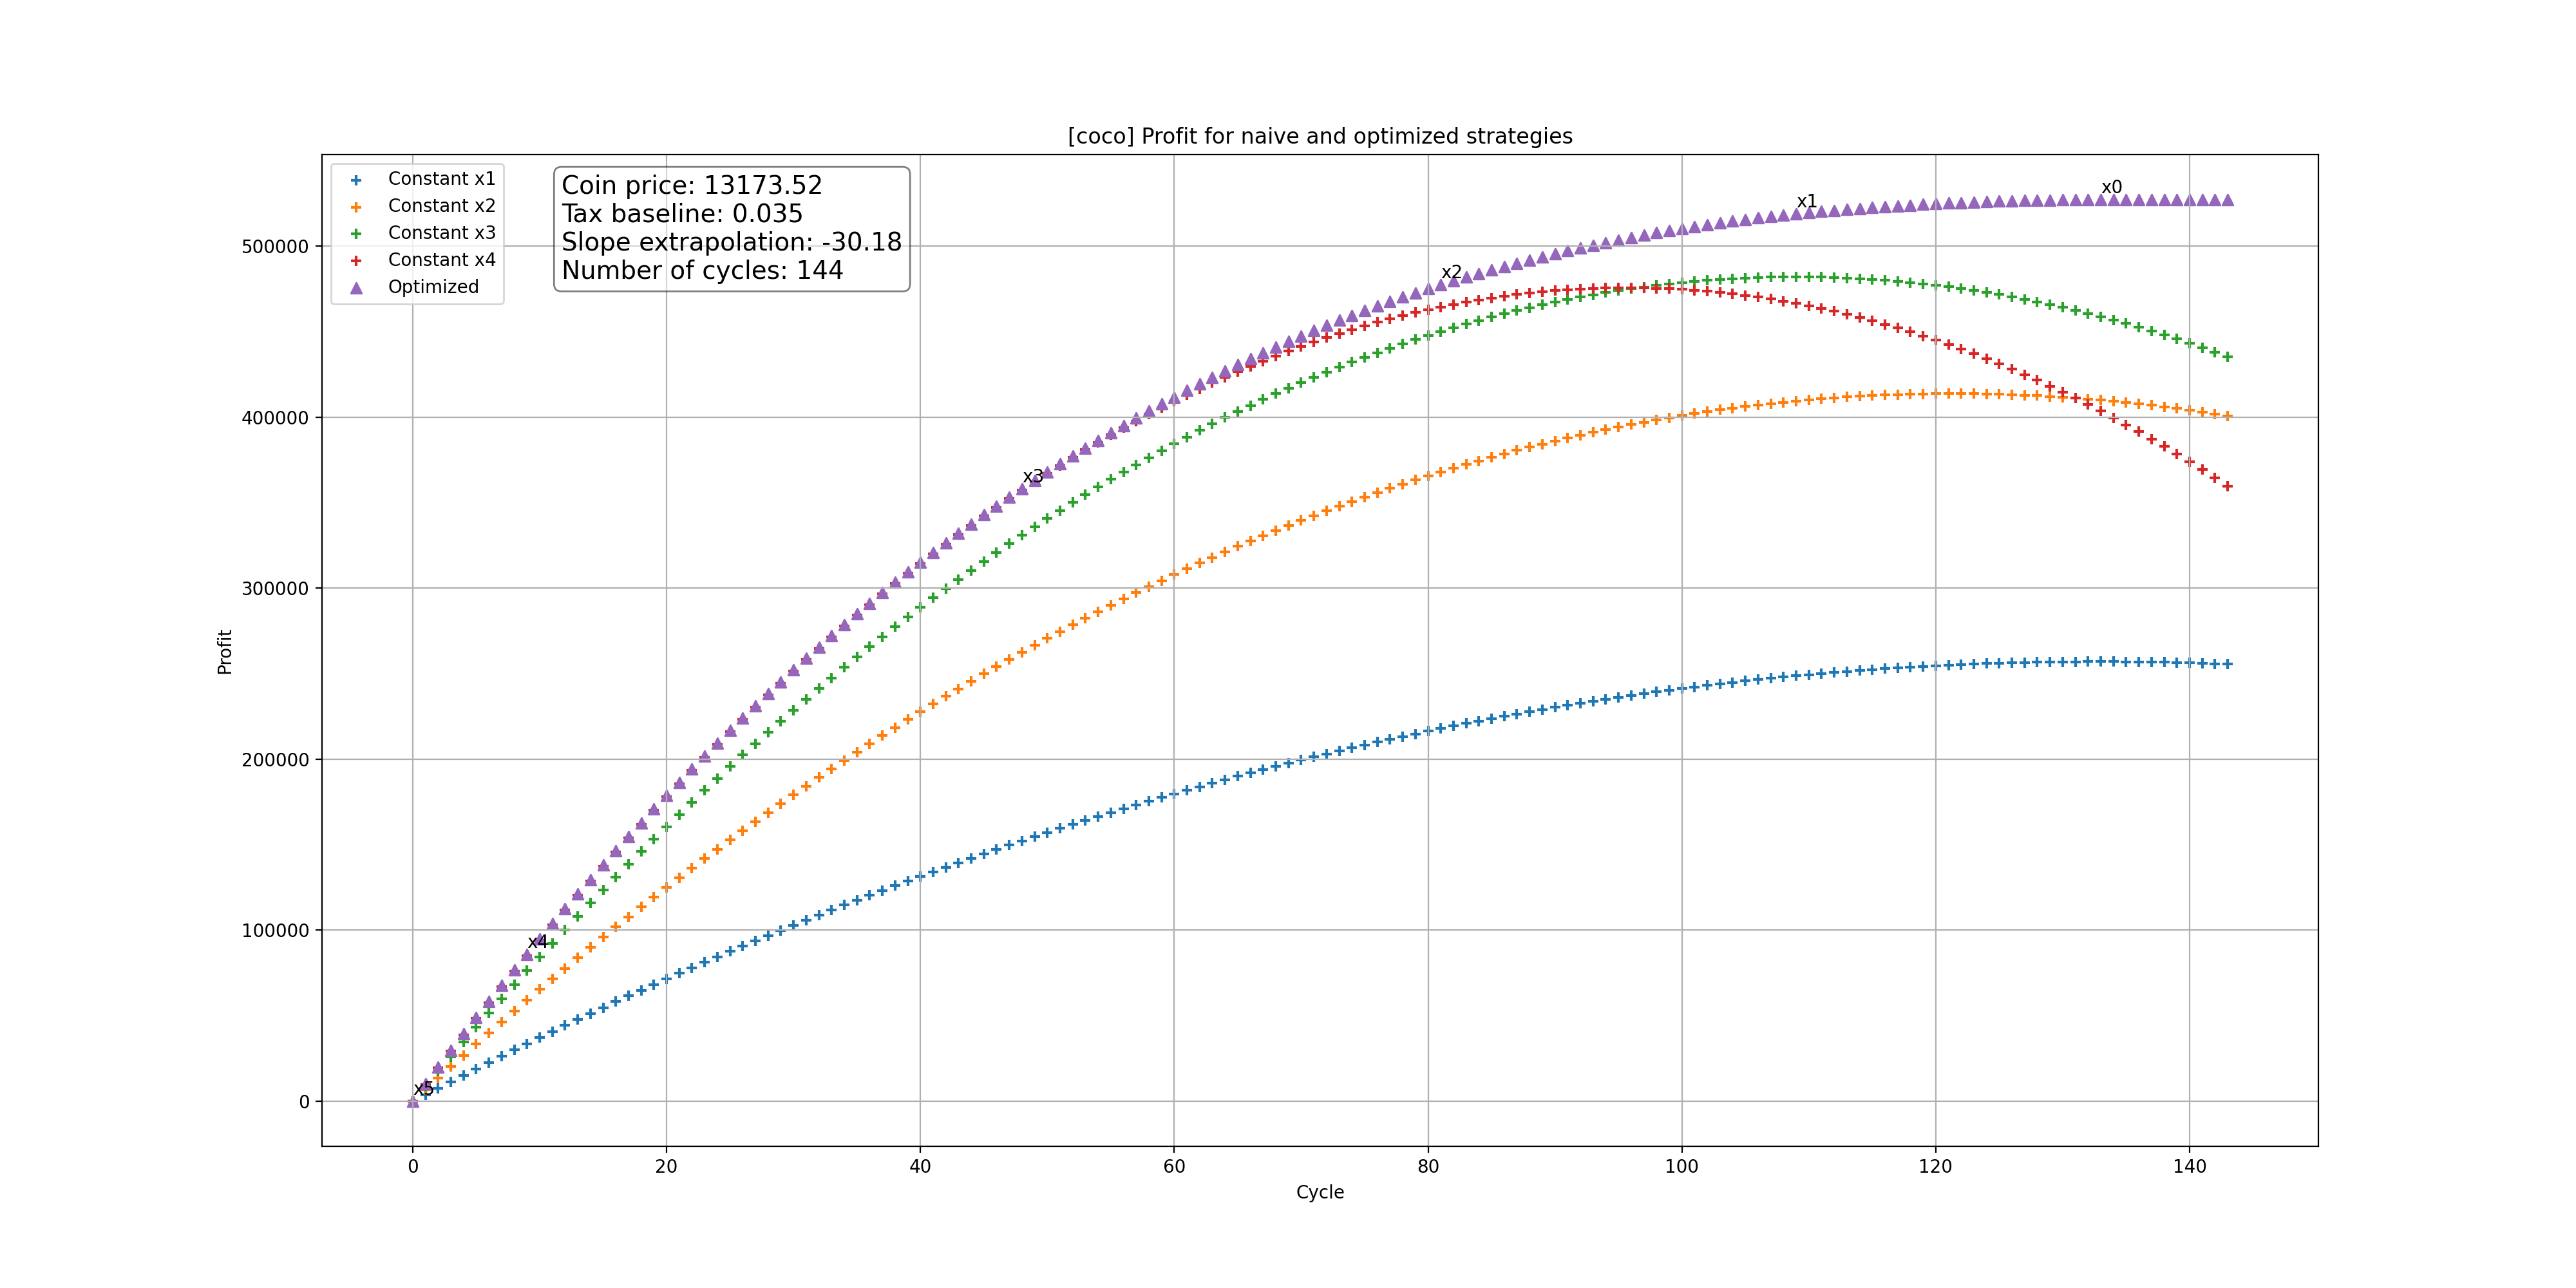 [coco] Profit for naive and optimized strategies
Constant x1
Constant x2
Constant x3
Constant x4
Optimized
Coin price: 13173.52
Tax baseline: 0.035
Slope extrapolation: -30.18
Number of cycles: 144
x0
x1
x2
x3
x4
x5
500000
400000
300000
200000
100000
0
Profit
0 20 40 60 80 100 120 140
Cycle